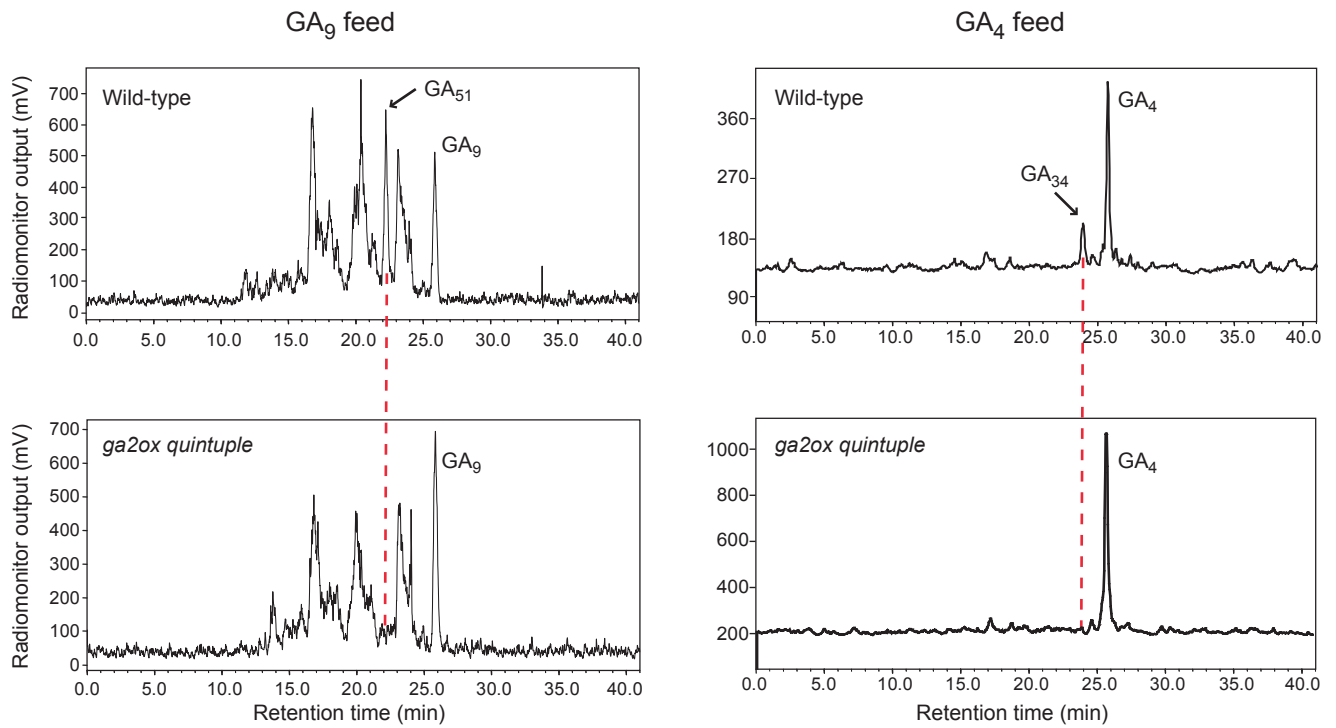 GA₉ feed
GA₄ feed
Radiomonitor output (mV)
700
600
500
400
300
200
100
0
Wild-type
GA₅₁
GA₉
0.0 5.0 10.0 15.0 20.0 25.0 30.0 35.0 40.0
Radiomonitor output (mV)
700
600
500
400
300
200
100
0
ga2ox quintuple
GA₉
0.0 5.0 10.0 15.0 20.0 25.0 30.0 35.0 40.0
Retention time (min)
360
270
180
90
Wild-type
GA₄
GA₃₄
0.0 5.0 10.0 15.0 20.0 25.0 30.0 35.0 40.0
1000
800
600
400
200
ga2ox quintuple
GA₄
0.0 5.0 10.0 15.0 20.0 25.0 30.0 35.0 40.0
Retention time (min)